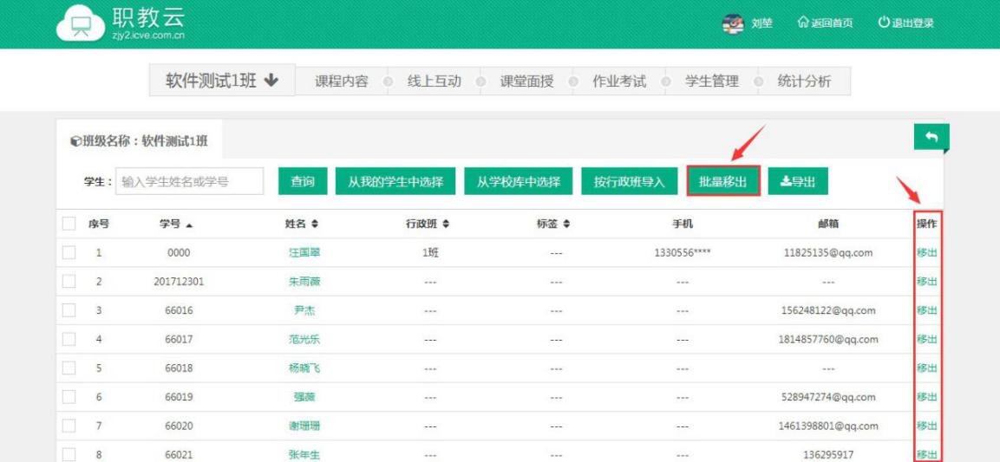 职教云
zjy2.icve.com.cn
刘堃 返回首页 退出登录
软件测试1班 课程内容 线上互动 课堂面授 作业考试 学生管理 统计分析
班级名称：软件测试1班
学生： 输入学生姓名或学号 查询 从我的学生中选择 从学校库中选择 按行政班导入 批量移出 导出
序号 学号 姓名 行政班 标签 手机 邮箱 操作
1 0000 汪国翠 1班 --- 1330556**** 11825135@qq.com 移出
2 201712301 朱雨薇 --- --- --- --- 移出
3 66016 尹杰 --- --- --- 156248122@qq.com 移出
4 66017 范光乐 --- --- --- 1814857760@qq.com 移出
5 66018 杨晓飞 --- --- --- --- 移出
6 66019 强薇 --- --- --- 528947274@qq.com 移出
7 66020 谢珊珊 --- --- --- 1461398801@qq.com 移出
8 66021 张年生 --- --- --- 136295917 移出